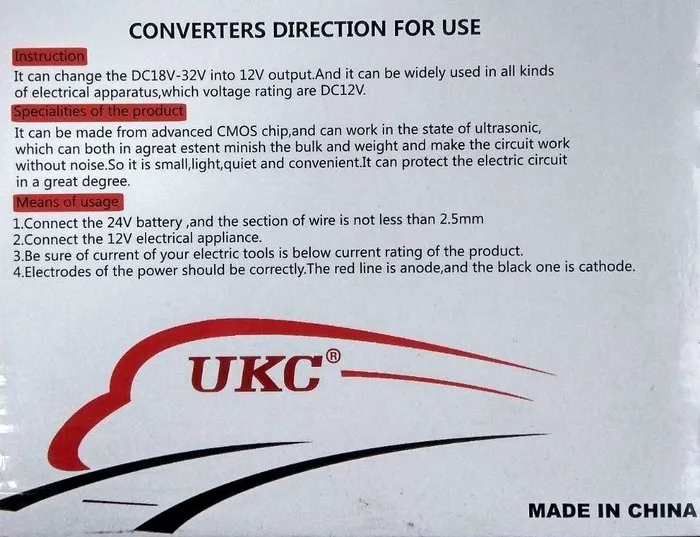 CONVERTERS DIRECTION FOR USE
Instruction
It can change the DC18V-32V into 12V output.And it can be widely used in all kinds
of electrical apparatus,which voltage rating are DC12V.
Specialities of the product
It can be made from advanced CMOS chip,and can work in the state of ultrasonic,
which can both in agreat estent minish the bulk and weight and make the circuit work
without noise.So it is small,light,quiet and convenient.It can protect the electric circuit
in a great degree.
Means of usage
1.Connect the 24V battery ,and the section of wire is not less than 2.5mm
2.Connect the 12V electrical appliance.
3.Be sure of current of your electric tools is below current rating of the product.
4.Electrodes of the power should be correctly.The red line is anode,and the black one is cathode.
UKC®
MADE IN CHINA